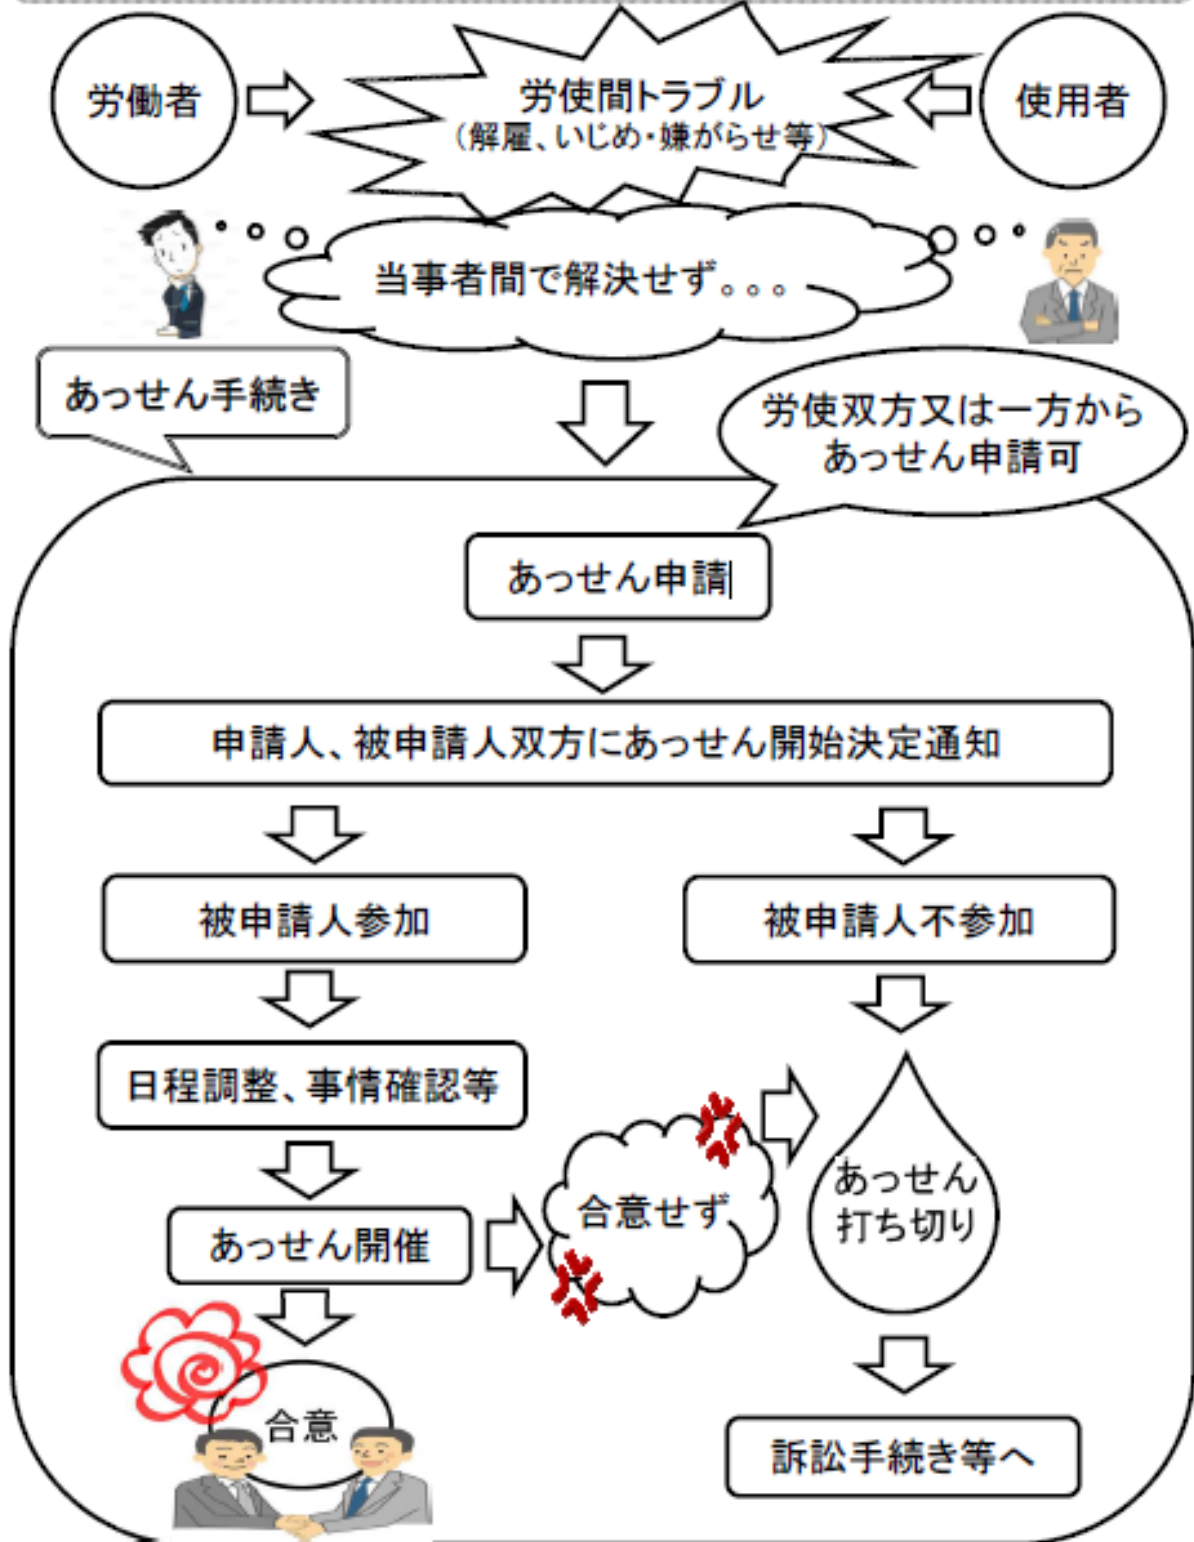 労働者
労使間トラブル
（解雇、いじめ・嫌がらせ等）
使用者
当事者間で解決せず。。。
あっせん手続き
労使双方又は一方から
あっせん申請可
あっせん申請
申請人、被申請人双方にあっせん開始決定通知
被申請人参加
被申請人不参加
日程調整、事情確認等
あっせん開催
合意せず
あっせん
打ち切り
合意
訴訟手続き等へ